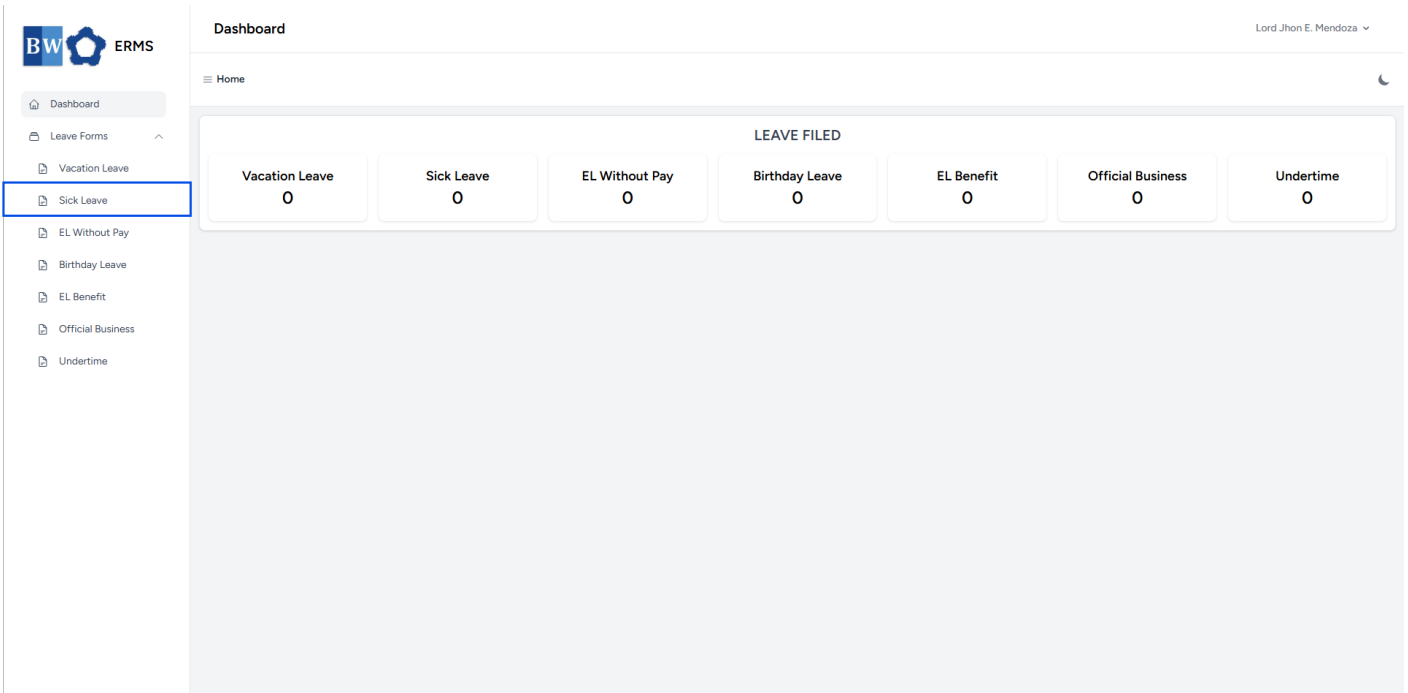 BW ERMS
Dashboard
Leave Forms
Vacation Leave
Sick Leave
EL Without Pay
Birthday Leave
EL Benefit
Official Business
Undertime
Dashboard
Lord Jhon E. Mendoza
Home
LEAVE FILED
Vacation Leave
0
Sick Leave
0
EL Without Pay
0
Birthday Leave
0
EL Benefit
0
Official Business
0
Undertime
0